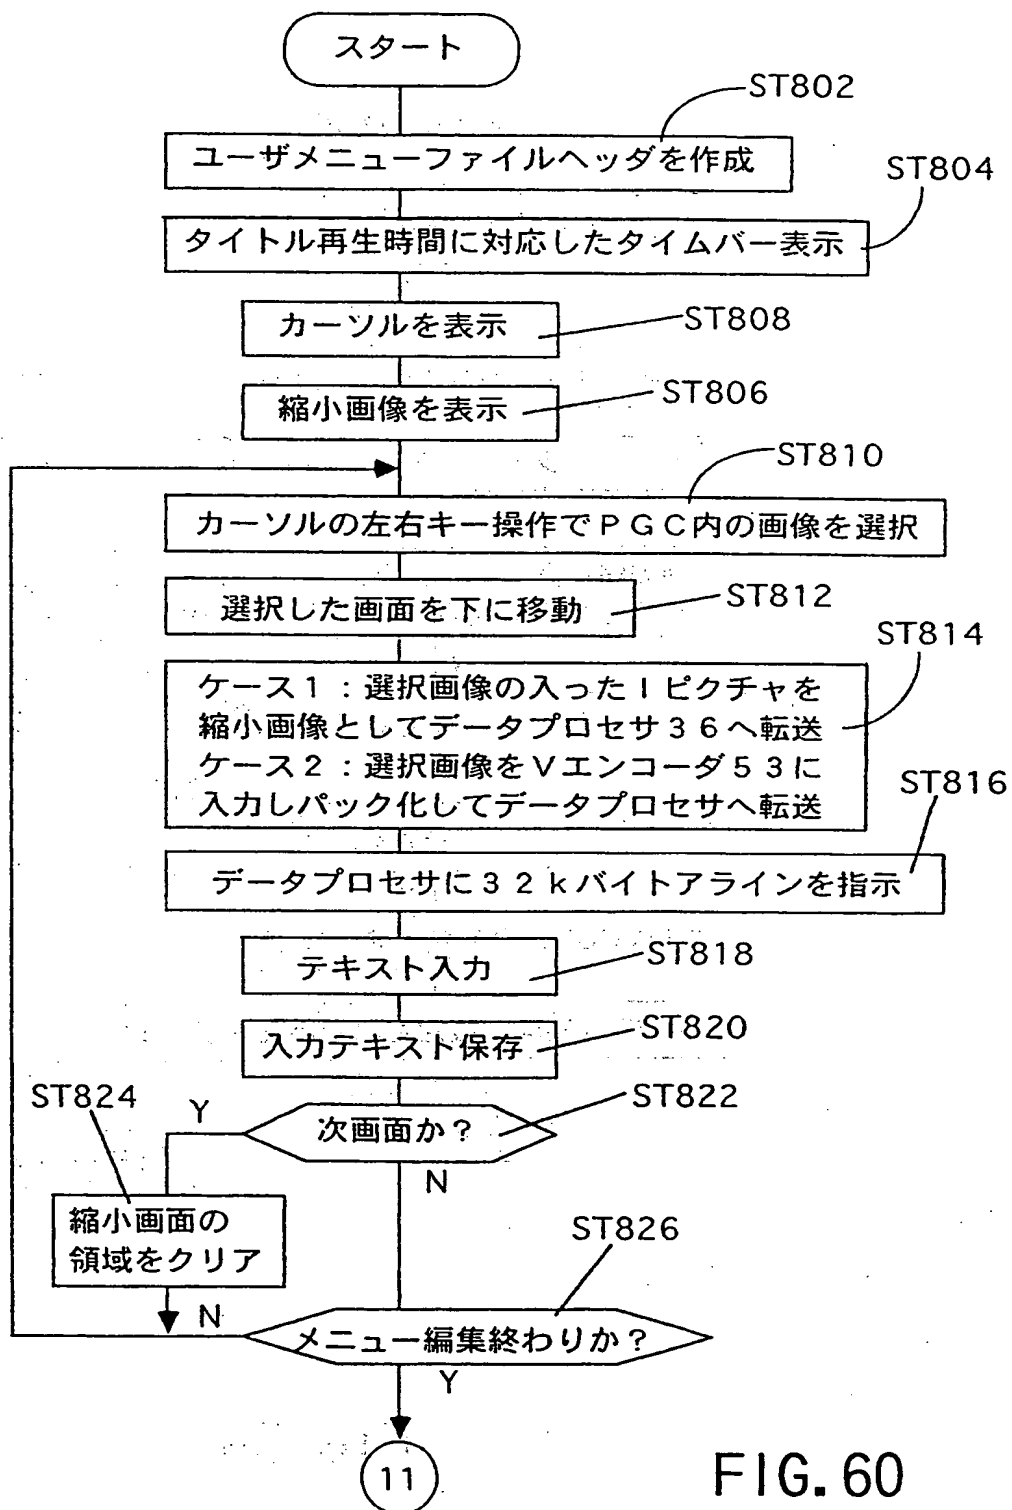 スタート
ST802
ユーザメニューファイルヘッダを作成
ST804
タイトル再生時間に対応したタイムバー表示
ST808
カーソルを表示
ST806
縮小画像を表示
ST810
カーソルの左右キー操作でPGC内の画像を選択
ST812
選択した画面を下に移動
ST814
ケース1：選択画像の入ったIピクチャを
縮小画像としてデータプロセサ36へ転送
ケース2：選択画像をVエンコーダ53に
入力しパック化してデータプロセサへ転送
ST816
データプロセサに32kバイトアラインを指示
ST818
テキスト入力
ST820
入力テキスト保存
ST822
次画面か？
Y
N
ST824
縮小画面の
領域をクリア
ST826
N
メニュー編集終わりか？
Y
11
FIG. 60